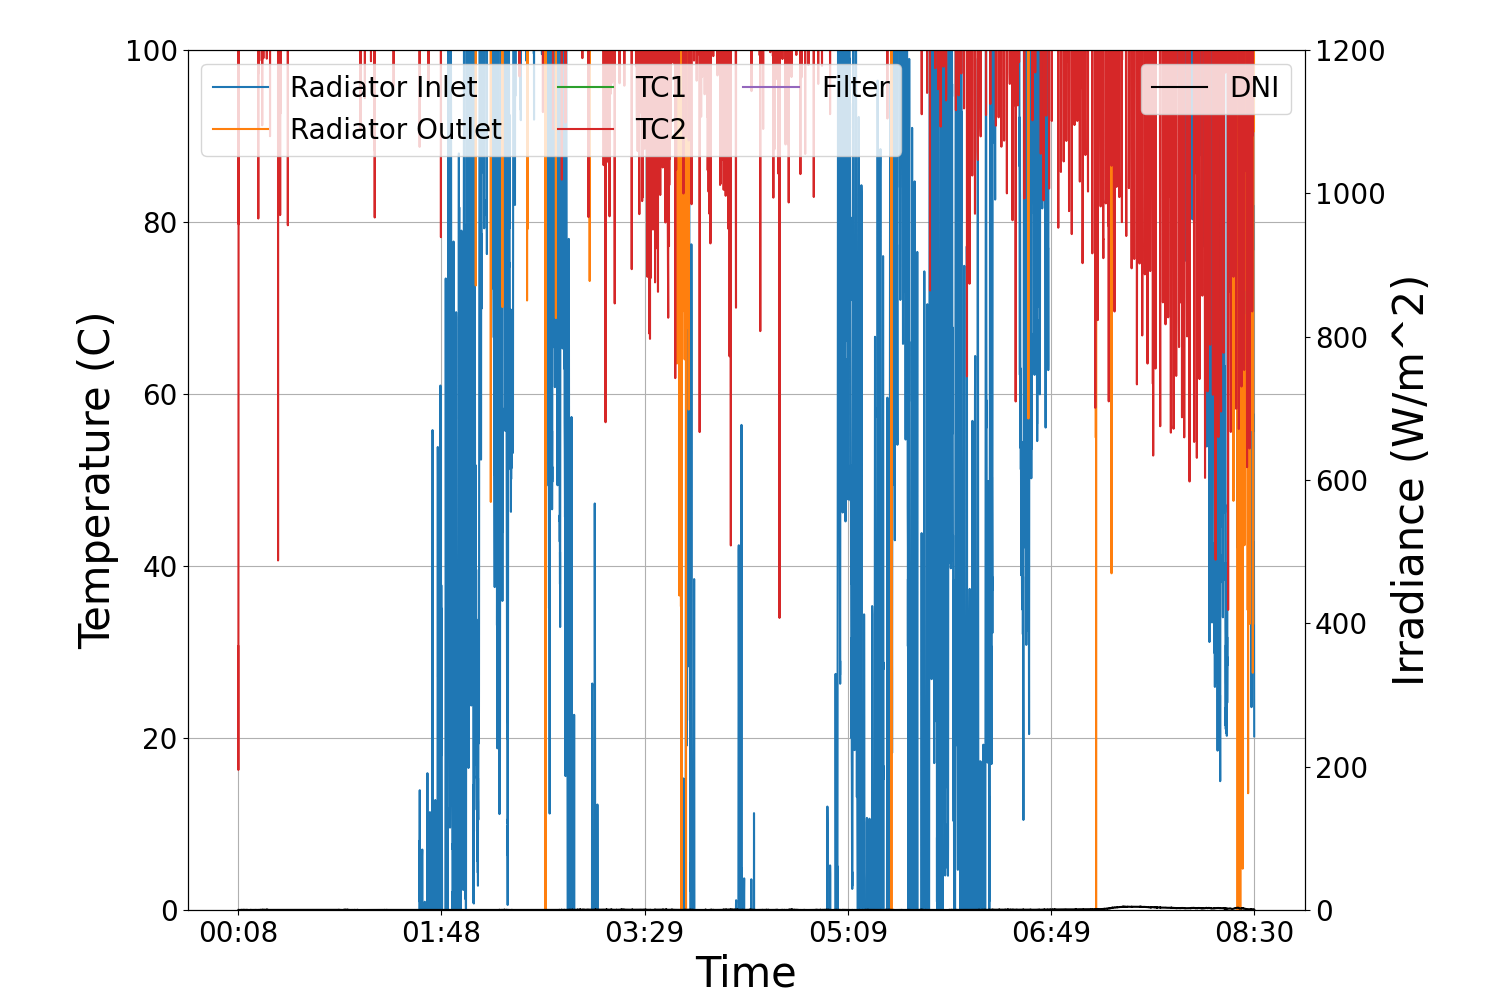 Radiator Inlet
Radiator Outlet
TC1
TC2
Filter
DNI
100
80
60
40
20
0
Temperature (C)
1200
1000
800
600
400
200
0
Irradiance (W/m^2)
00:08 01:48 03:29 05:09 06:49 08:30
Time